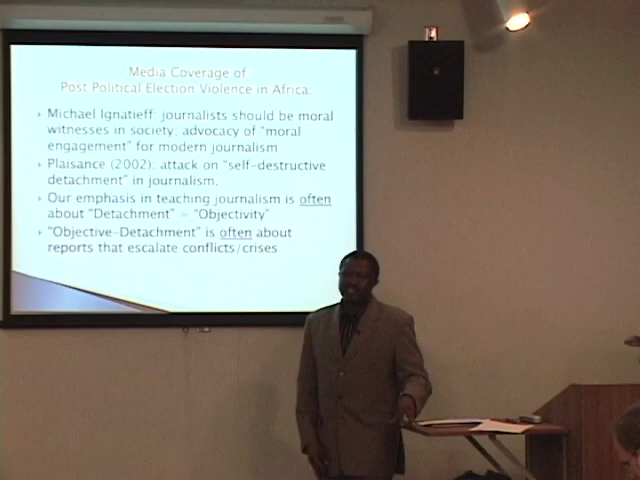 Media Coverage of
Post Political Election Violence in Africa:
Michael Ignatieff: journalists should be moral
witnesses in society; advocacy of "moral
engagement" for modern journalism
Plaisance (2002): attack on "self-destructive
detachment" in journalism.
Our emphasis in teaching journalism is often
about "Detachment" = "Objectivity"
"Objective-Detachment" is often about
reports that escalate conflicts/crises